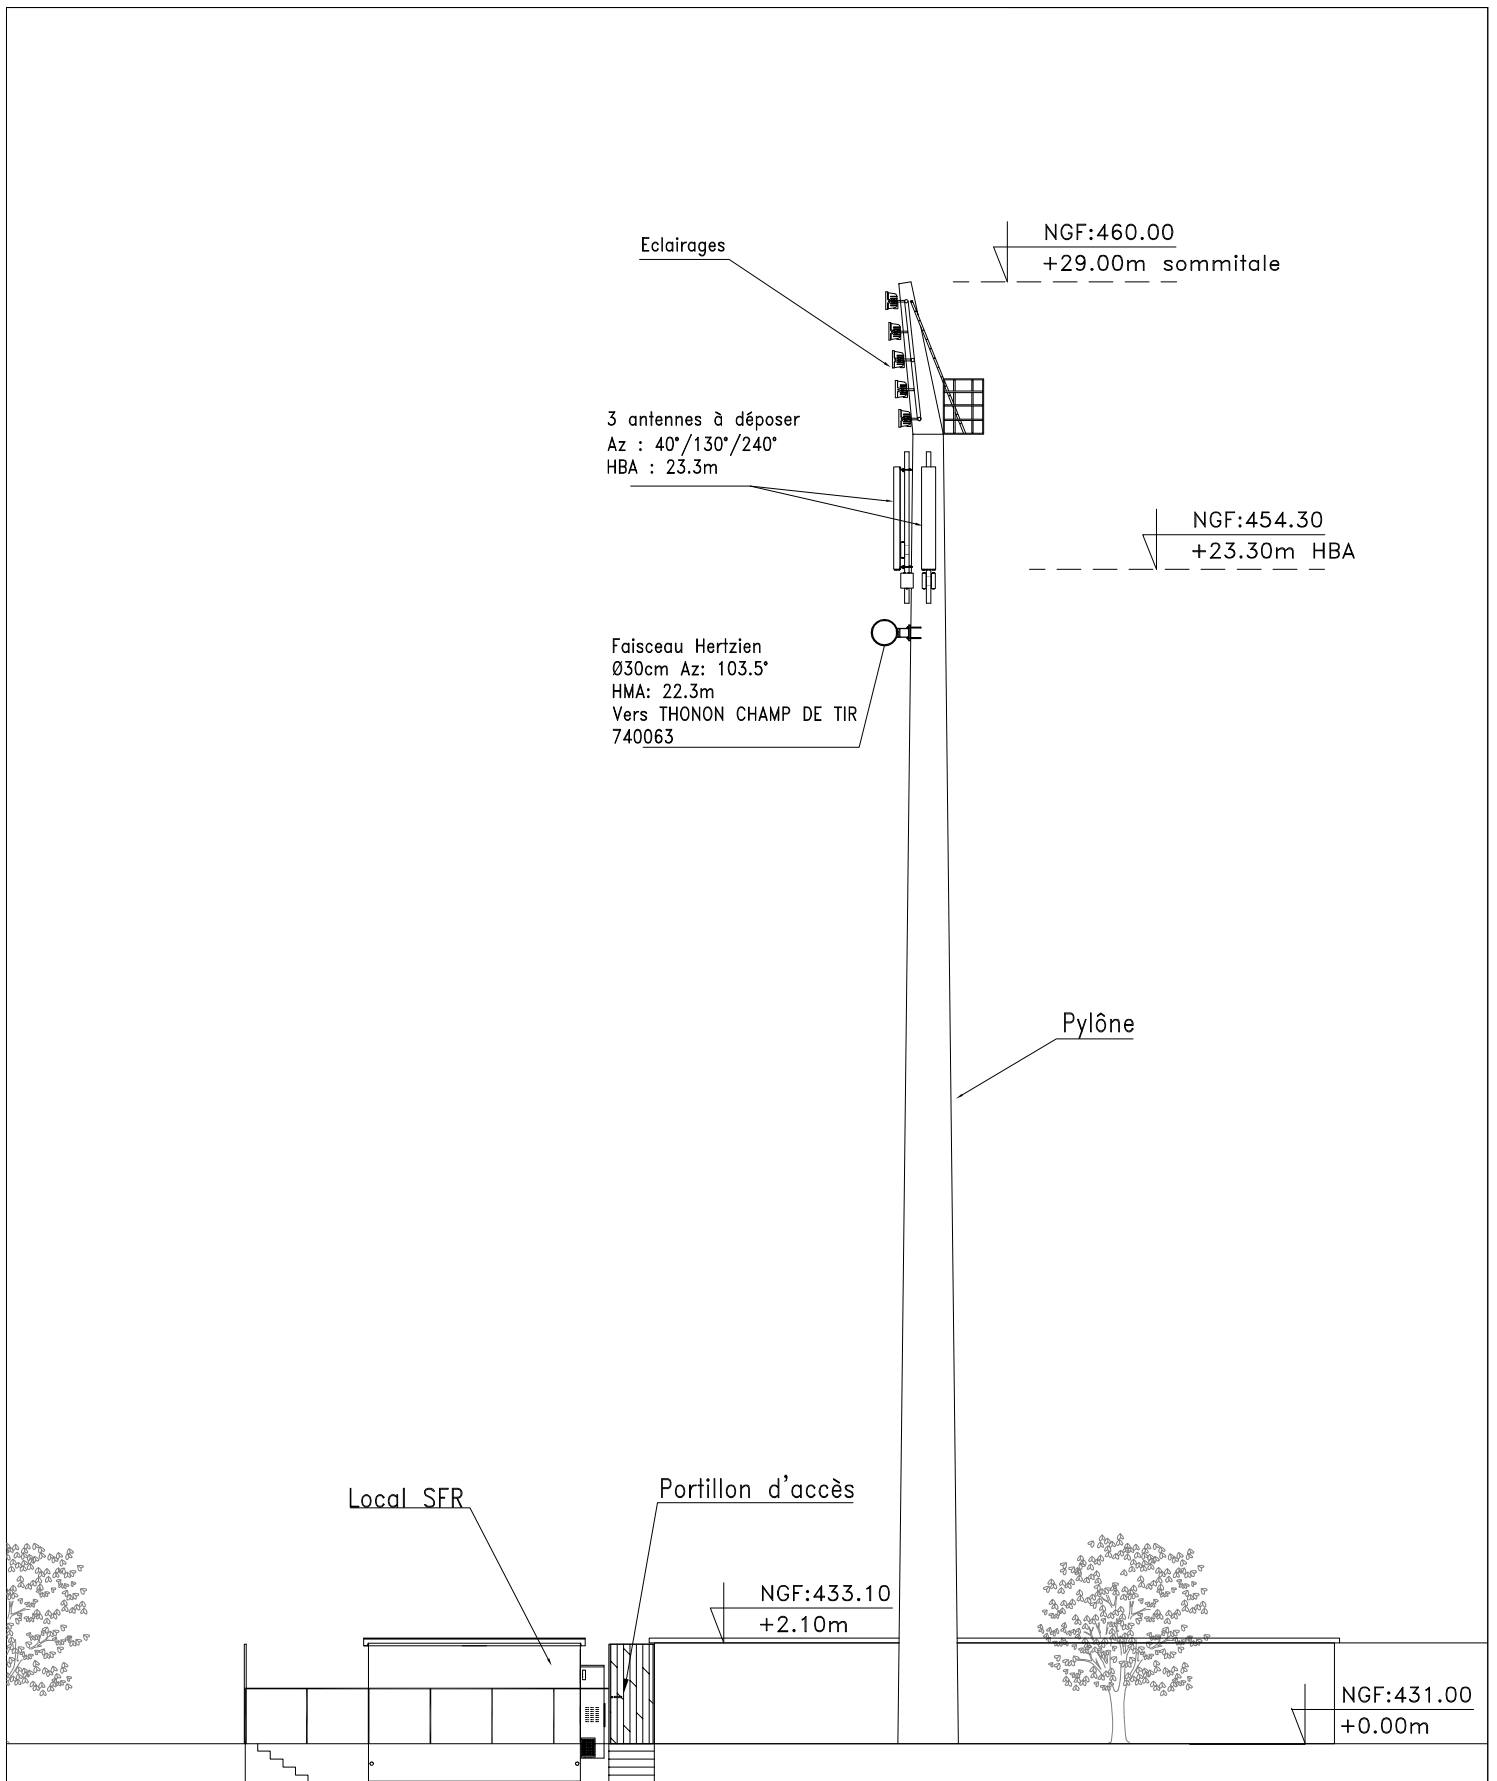 NGF:460.00
+29.00m sommitale
Eclairages
3 antennes à déposer
Az : 40°/130°/240°
HBA : 23.3m
NGF:454.30
+23.30m HBA
Faisceau Hertzien
Ø30cm Az: 103.5°
HMA: 22.3m
Vers THONON CHAMP DE TIR
740063
Pylône
Local SFR
Portillon d'accès
NGF:433.10
+2.10m
NGF:431.00
+0.00m